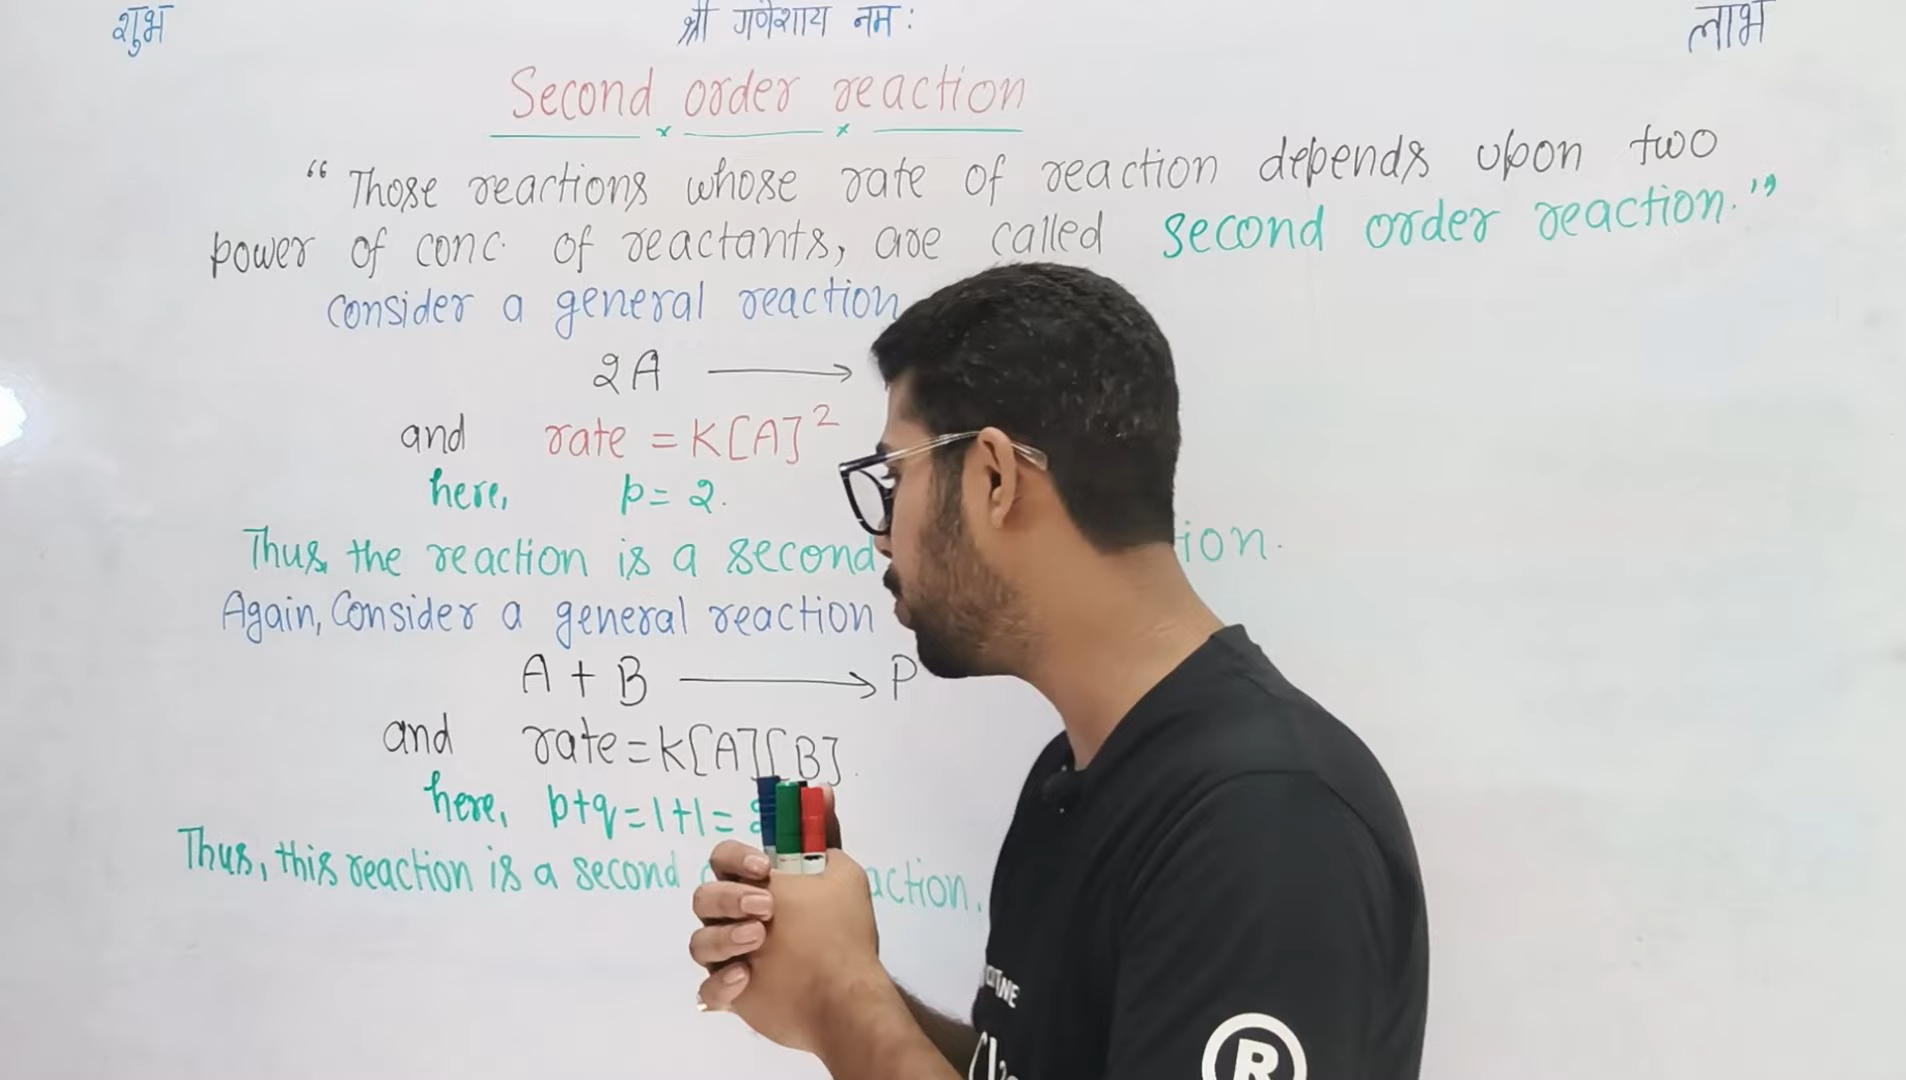 शुभ श्री गणेशाय नम: लाभ
Second order reaction
“Those reactions whose rate of reaction depends upon two
power of conc. of reactants, are called second order reaction.”
Consider a general reaction
2A ⟶
and rate = K[A]²
here, p = 2.
Thus, the reaction is a second
Again, Consider a general reaction
A + B ⟶ P
and rate = K[A][B].
here, p+q = 1+1 =
Thus, this reaction is a second
R